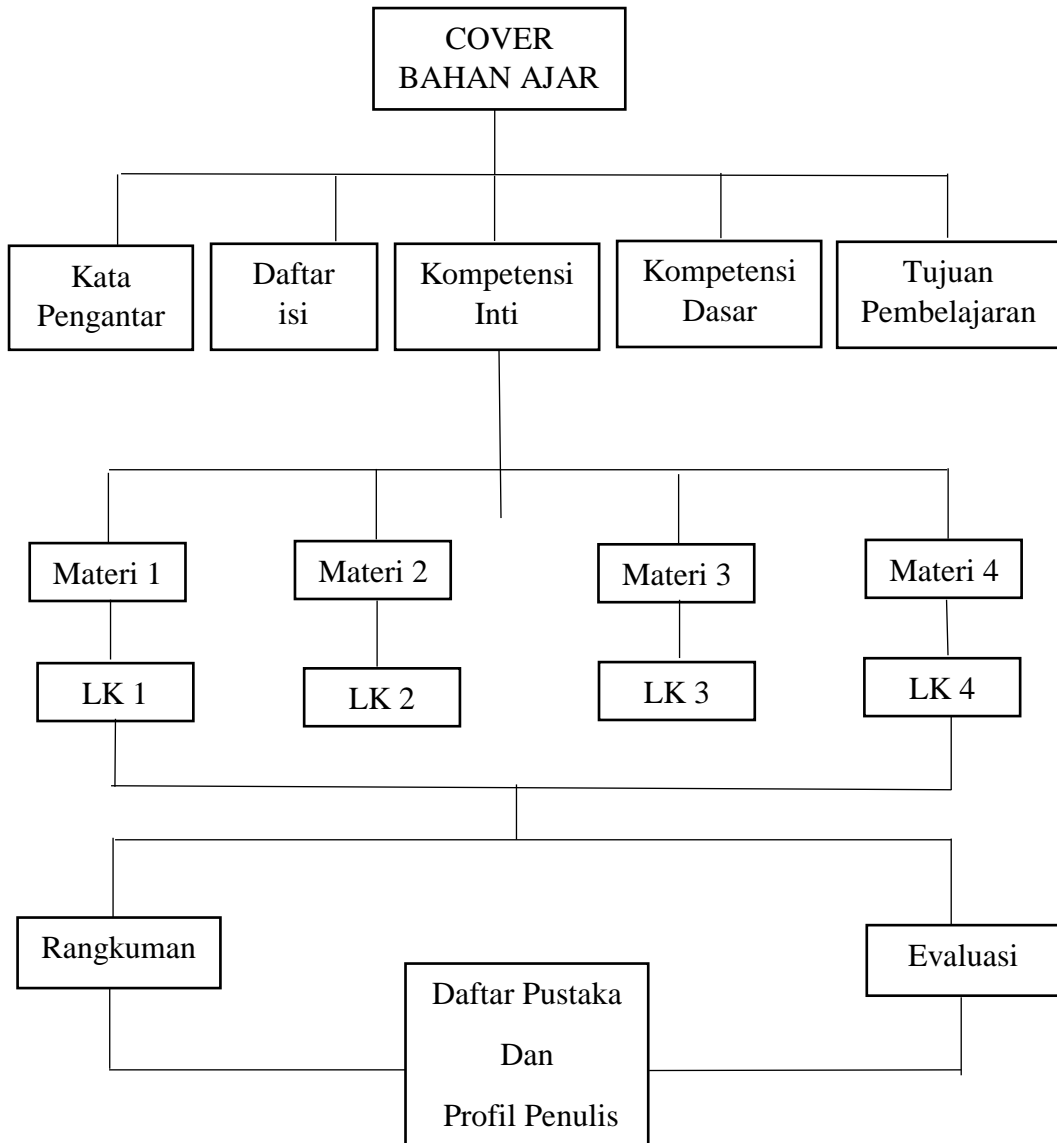 COVER
BAHAN AJAR
Kata
Pengantar
Daftar
isi
Kompetensi
Inti
Kompetensi
Dasar
Tujuan
Pembelajaran
Materi 1
Materi 2
Materi 3
Materi 4
LK 1
LK 2
LK 3
LK 4
Rangkuman
Evaluasi
Daftar Pustaka
Dan
Profil Penulis